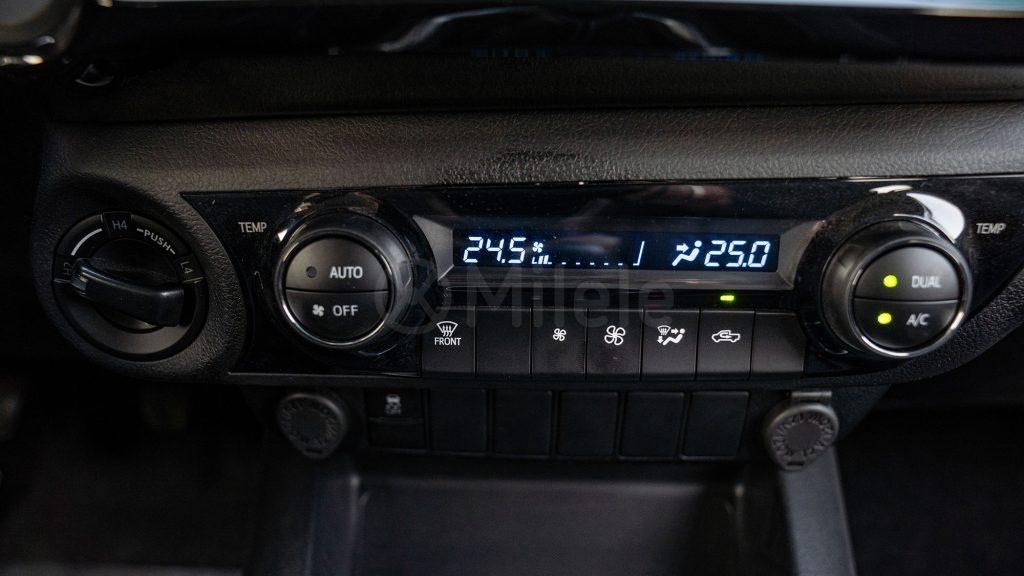 H4
PUSH
L4
TEMP
24.5
25.0
TEMP
AUTO
OFF
DUAL
A/C
Milele
FRONT